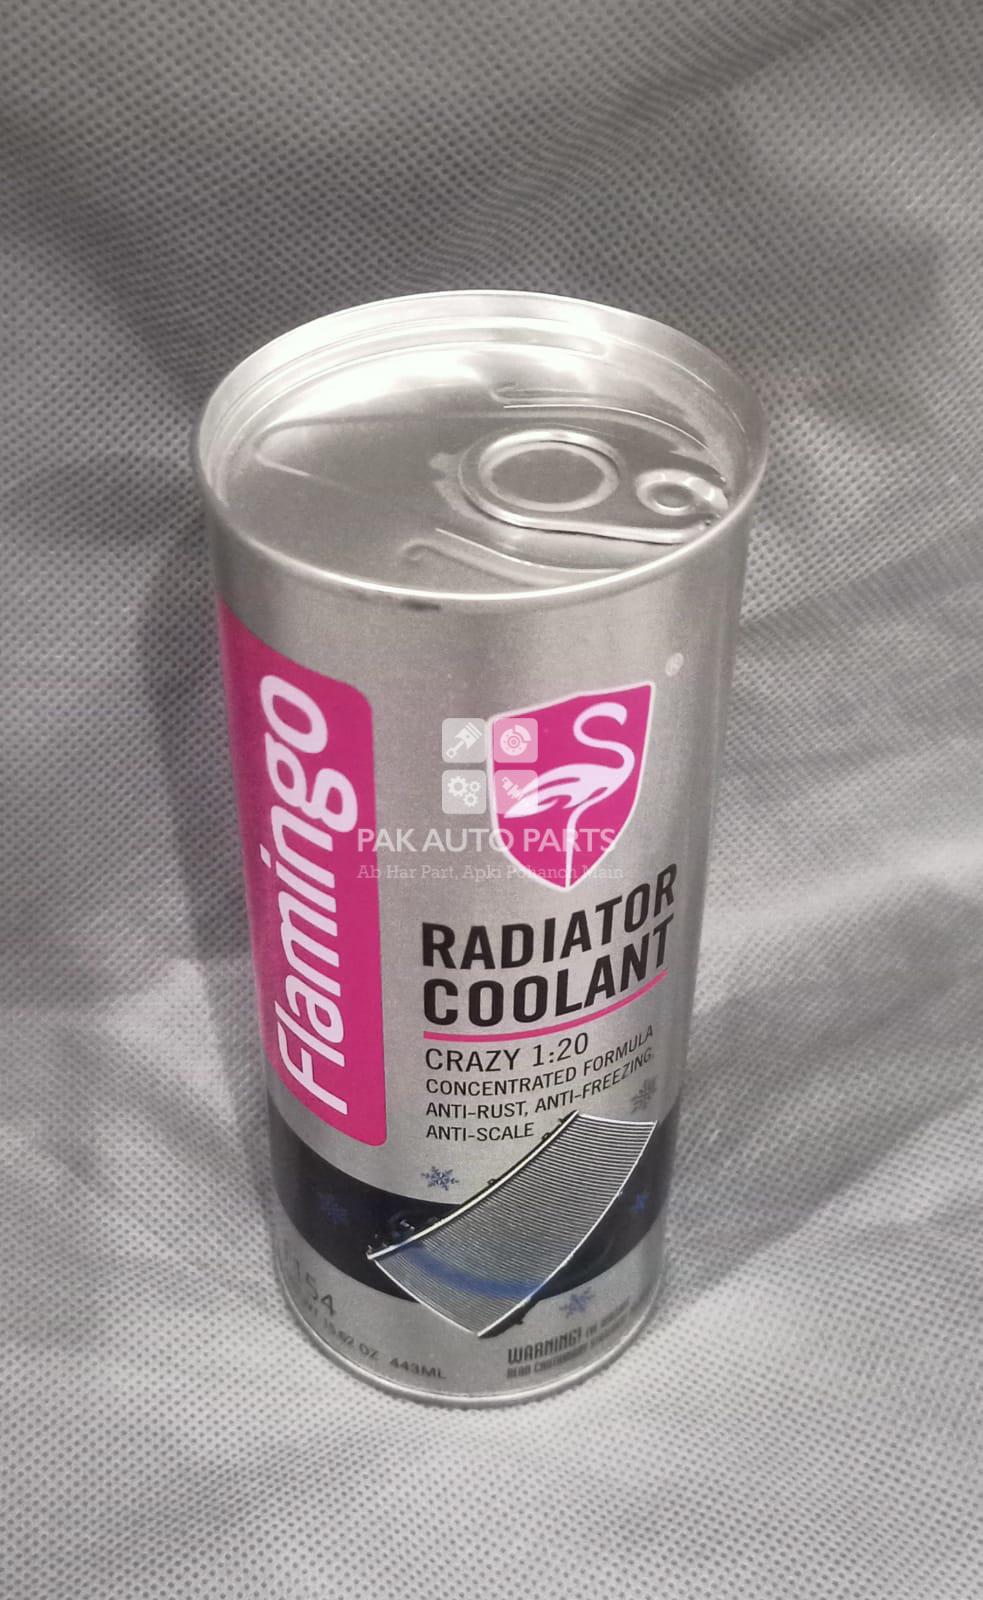 Flamingo
®
PAK AUTO PARTS
Ab Har Part, Apki Pohanch Main
RADIATOR
COOLANT
CRAZY 1:20
CONCENTRATED FORMULA
ANTI-RUST, ANTI-FREEZING,
ANTI-SCALE
OZ 443ML
WARNING!